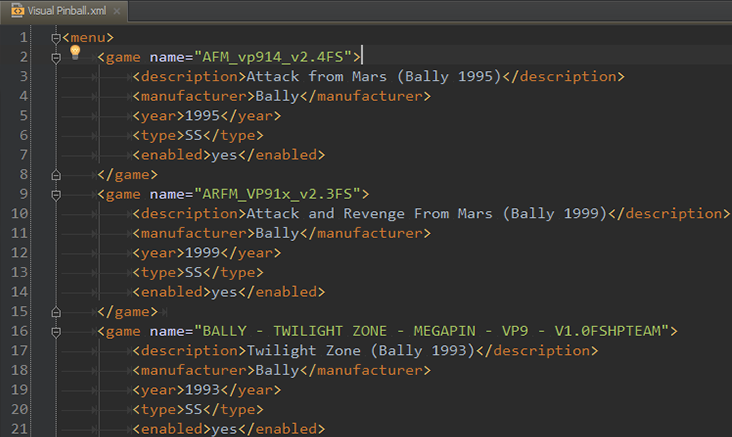 Visual Pinball.xml
1 <menu>
2 <game name="AFM_vp914_v2.4FS">
3 <description>Attack from Mars (Bally 1995)</description>
4 <manufacturer>Bally</manufacturer>
5 <year>1995</year>
6 <type>SS</type>
7 <enabled>yes</enabled>
8 </game>
9 <game name="ARFM_VP91x_v2.3FS">
10 <description>Attack and Revenge From Mars (Bally 1999)</description>
11 <manufacturer>Bally</manufacturer>
12 <year>1999</year>
13 <type>SS</type>
14 <enabled>yes</enabled>
15 </game>
16 <game name="BALLY - TWILIGHT ZONE - MEGAPIN - VP9 - V1.0FSHPTEAM">
17 <description>Twilight Zone (Bally 1993)</description>
18 <manufacturer>Bally</manufacturer>
19 <year>1993</year>
20 <type>SS</type>
21 <enabled>yes</enabled>